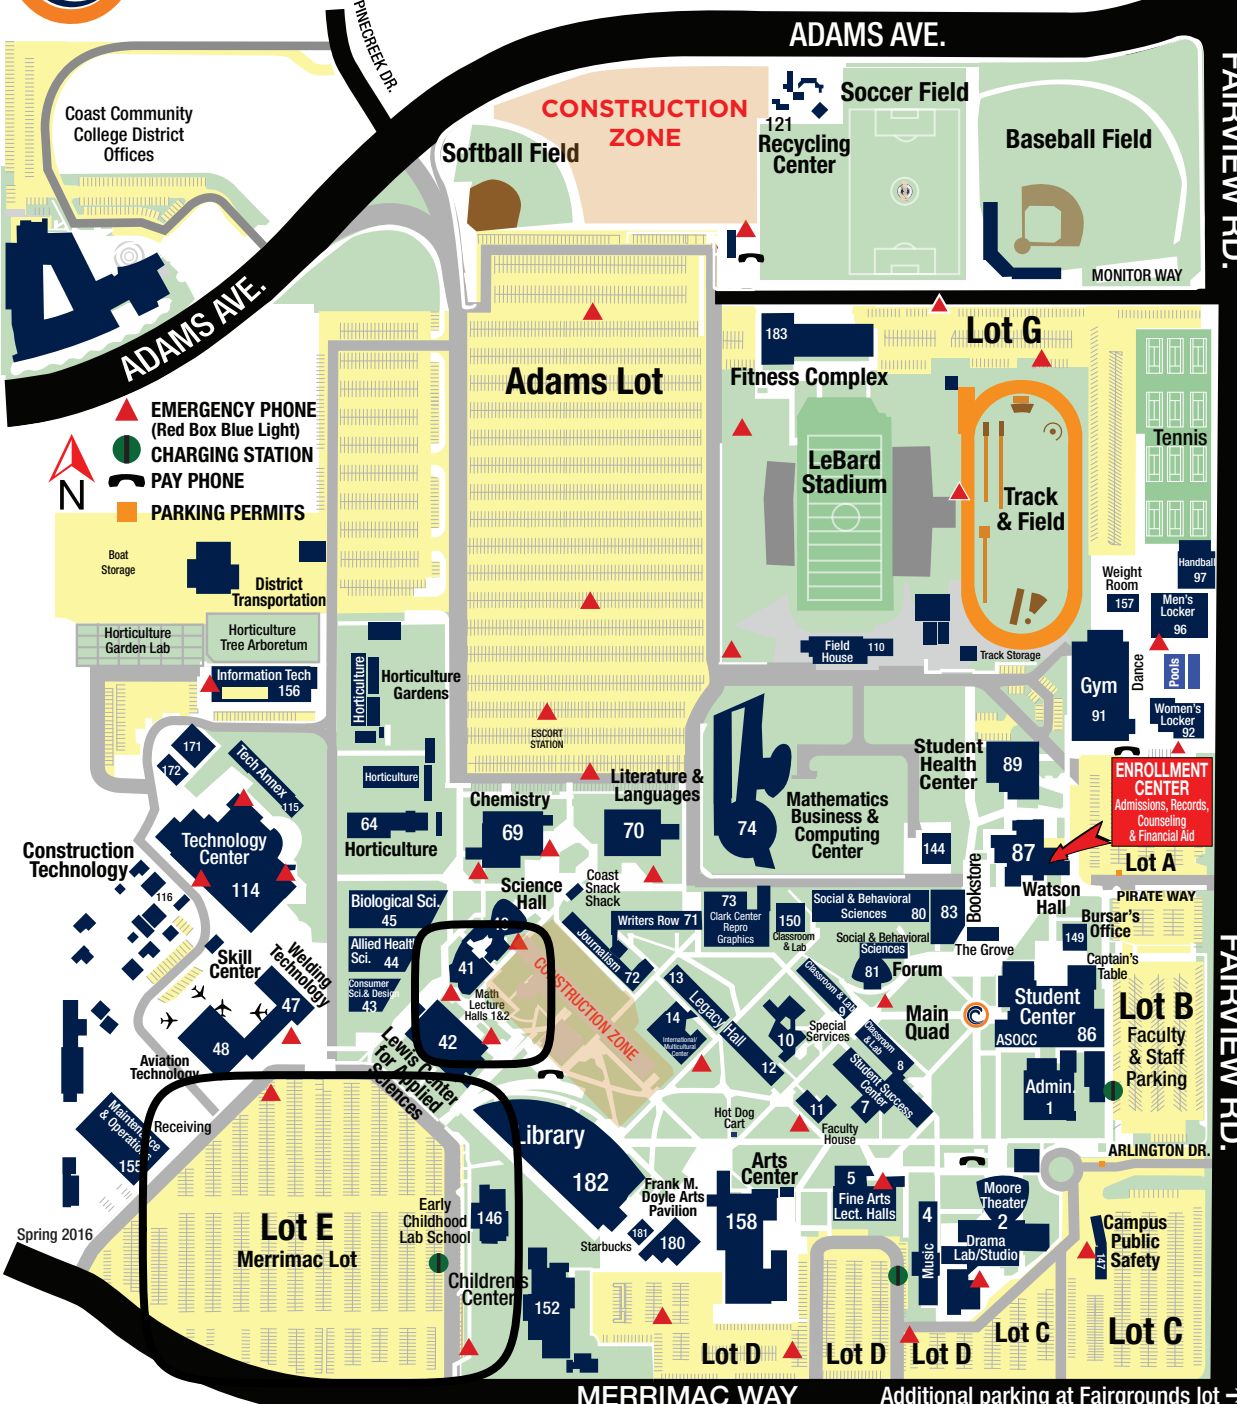 ADAMS AVE.
PINECREEK DR.
FAIRVIEW RD.
Coast Community
College District
Offices
CONSTRUCTION
ZONE
Softball Field
121
Recycling
Center
Soccer Field
Baseball Field
MONITOR WAY
ADAMS AVE.
183
Fitness Complex
Lot G
Adams Lot
EMERGENCY PHONE
(Red Box Blue Light)
CHARGING STATION
PAY PHONE
PARKING PERMITS
N
LeBard
Stadium
Track
& Field
Tennis
Boat
Storage
District
Transportation
Horticulture
Garden Lab
Horticulture
Tree Arboretum
Information Tech
156
Horticulture
Horticulture
Gardens
Horticulture
64
Horticulture
ESCORT
STATION
Field
House
110
Track Storage
Weight
Room
157
Handball
97
Men's
Locker
96
Dance
Pools
Gym
91
Women's
Locker
92
171
172
Tech Annex
115
Technology
Center
114
Construction
Technology
116
Chemistry
69
Literature &
Languages
70
74
Mathematics
Business &
Computing
Center
Student
Health
Center
89
144
87
Watson
Hall
ENROLLMENT
CENTER
Admissions, Records,
Counseling
& Financial Aid
Lot A
PIRATE WAY
Bookstore
Biological Sci.
45
Allied Health
Sci. 44
Consumer
Sci.& Design
43
Science
Hall
Coast
Snack
Shack
Writers Row 71
73
Clark Center
Repro
Graphics
150
Classroom
& Lab
Social & Behavioral
Sciences 80
83
Social & Behavioral
Sciences
81
Forum
The Grove
149
Bursar's
Office
Captain's
Table
Skill
Center
Welding
Technology
47
48
Aviation
Technology
41
Math
Lecture
Halls 1&2
42
Lewis Center
for Applied
Sciences
CONSTRUCTION ZONE
Journalism
72
13
Legacy Hall
14
International/
Multicultural
Center
12
10
Special
Services
Classroom & Lab
9
Classroom
& Lab
8
Student Success
Center
7
11
Faculty
House
Main
Quad
Student
Center
ASOCC
86
Admin.
1
Lot B
Faculty
& Staff
Parking
FAIRVIEW RD.
ARLINGTON DR.
Maintenance
& Operations
155
Receiving
Spring 2016
Lot E
Merrimac Lot
Early
Childhood
Lab School
146
Children's
Center
152
Library
182
Hot Dog
Cart
Frank M.
Doyle Arts
Pavilion
181
180
Starbucks
Arts
Center
158
5
Fine Arts
Lect. Halls
4
Music
Moore
Theater
2
Drama
Lab/Studio
147
Campus
Public
Safety
Lot D
Lot D
Lot D
Lot C
Lot C
MERRIMAC WAY
Additional parking at Fairgrounds lot